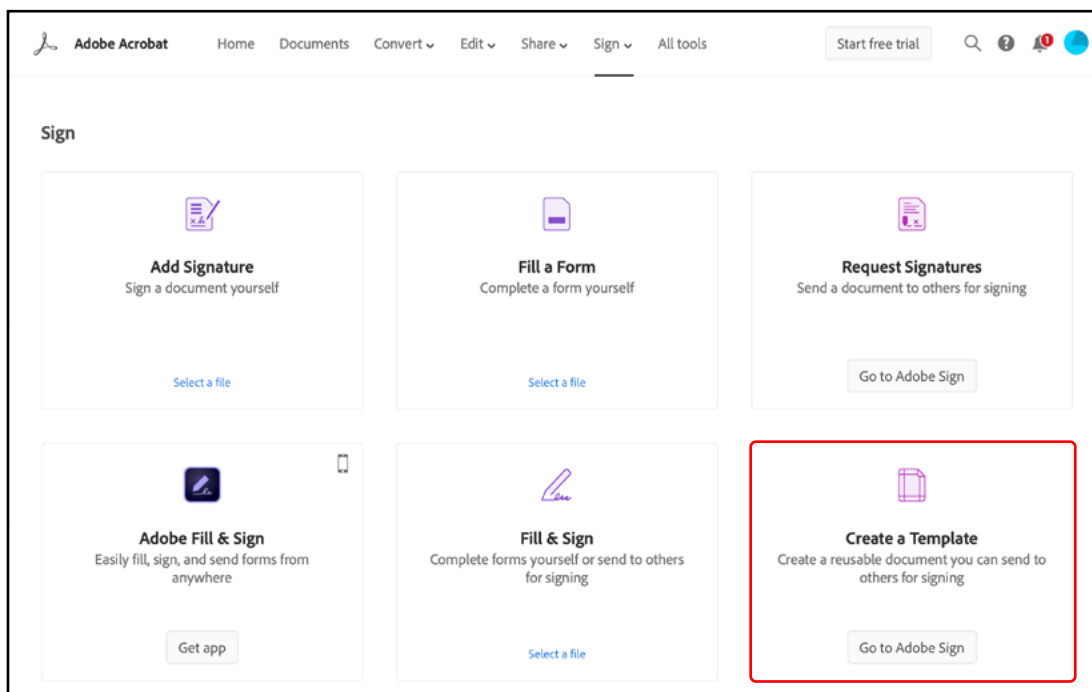 Adobe Acrobat Home Documents Convert Edit Share Sign All tools Start free trial 1
Sign
Add Signature
Sign a document yourself
Select a file
Fill a Form
Complete a form yourself
Select a file
Request Signatures
Send a document to others for signing
Go to Adobe Sign
Adobe Fill & Sign
Easily fill, sign, and send forms from
anywhere
Get app
Fill & Sign
Complete forms yourself or send to others
for signing
Select a file
Create a Template
Create a reusable document you can send to
others for signing
Go to Adobe Sign